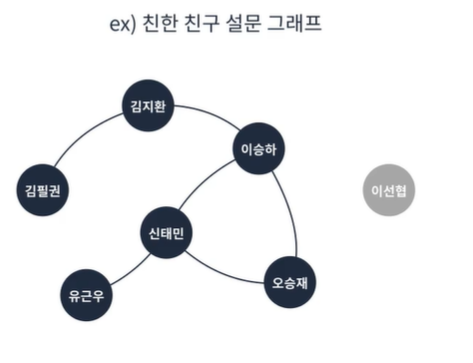 ex) 친한 친구 설문 그래프
김지환
이승하
김필권
이선협
신태민
오승재
유근우